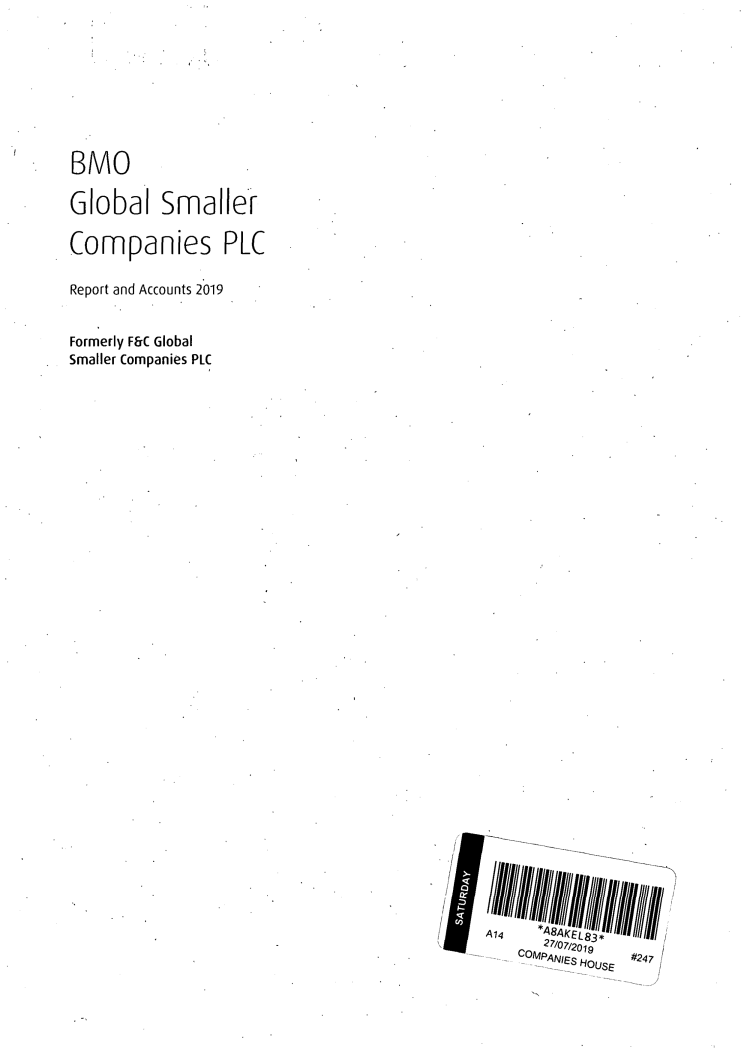 BMO
Global Smaller
Companies PLC
Report and Accounts 2019
Formerly F&C Global
Smaller Companies PLC
SATURDAY
*A8AKEL83*
A14 27/07/2019 #247
COMPANIES HOUSE